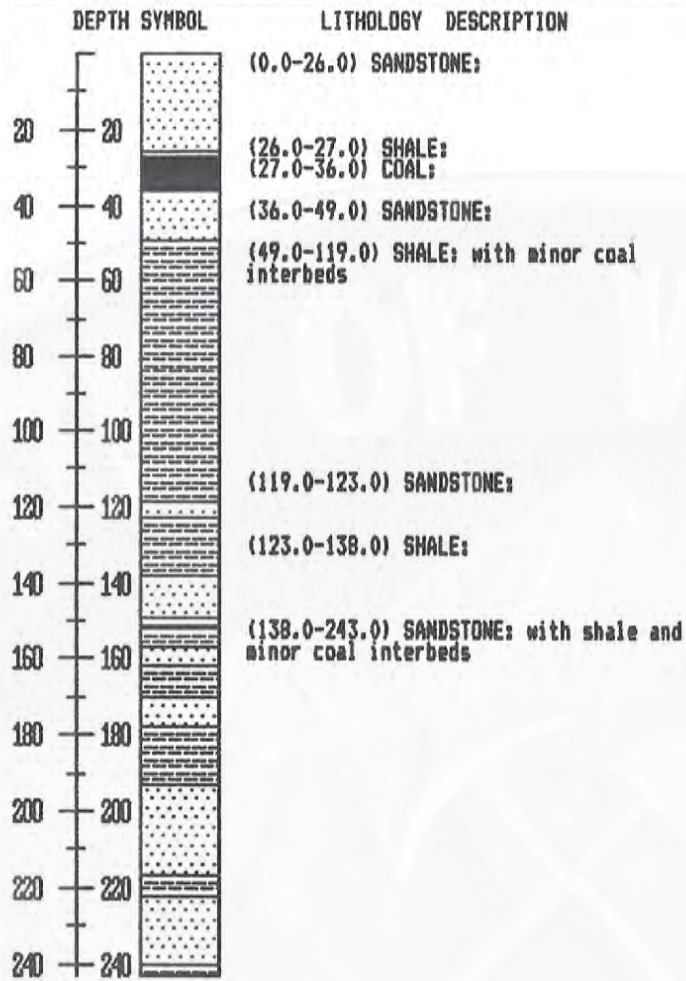 DEPTH SYMBOL LITHOLOGY DESCRIPTION
(0.0-26.0) SANDSTONE:
20 20
(26.0-27.0) SHALE:
(27.0-36.0) COAL:
40 40
(36.0-49.0) SANDSTONE:
(49.0-119.0) SHALE: with minor coal
interbeds
60 60
80 80
100 100
(119.0-123.0) SANDSTONE:
120 120
(123.0-138.0) SHALE:
140 140
(138.0-243.0) SANDSTONE: with shale and
minor coal interbeds
160 160
180 180
200 200
220 220
240 240
OF W